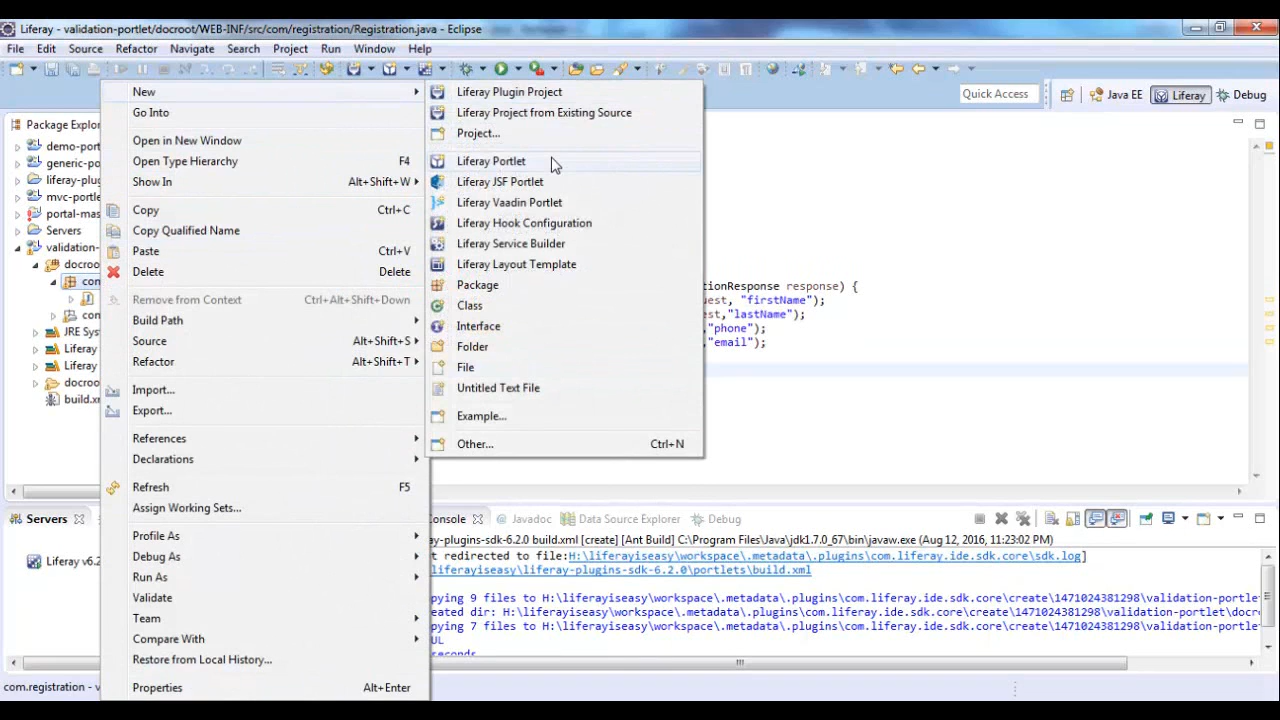 Liferay - validation-portlet/docroot/WEB-INF/src/com/registration/Registration.java - Eclipse
File Edit Source Refactor Navigate Search Project Run Window Help
Quick Access
Java EE
Liferay
Debug
Package Explor
demo-port
generic-po
liferay-plug
mvc-portle
portal-mas
Servers
validation-
docroo
com
con
JRE Sys
Liferay
Liferay
docroo
build.xm
New
Go Into
Open in New Window
Open Type Hierarchy F4
Show In Alt+Shift+W
Copy Ctrl+C
Copy Qualified Name
Paste Ctrl+V
Delete Delete
Remove from Context Ctrl+Alt+Shift+Down
Build Path
Source Alt+Shift+S
Refactor Alt+Shift+T
Import...
Export...
References
Declarations
Refresh F5
Assign Working Sets...
Profile As
Debug As
Run As
Validate
Team
Compare With
Restore from Local History...
Properties Alt+Enter
Liferay Plugin Project
Liferay Project from Existing Source
Project...
Liferay Portlet
Liferay JSF Portlet
Liferay Vaadin Portlet
Liferay Hook Configuration
Liferay Service Builder
Liferay Layout Template
Package
Class
Interface
Folder
File
Untitled Text File
Example...
Other... Ctrl+N
tionResponse response) {
uest, "firstName");
est,"lastName");
,"phone");
,"email");
Servers
Liferay v6.2
Console Javadoc Data Source Explorer Debug
ay-plugins-sdk-6.2.0 build.xml [create] [Ant Build] C:\Program Files\Java\jdk1.7.0_67\bin\javaw.exe (Aug 12, 2016, 11:23:02 PM)
t redirected to file:H:\liferayiseasy\workspace\.metadata\.plugins\com.liferay.ide.sdk.core\sdk.log]
liferayiseasy\liferay-plugins-sdk-6.2.0\portlets\build.xml
pying 9 files to H:\liferayiseasy\workspace\.metadata\.plugins\com.liferay.ide.sdk.core\create\1471024381298\validation-portlet
eated dir: H:\liferayiseasy\workspace\.metadata\.plugins\com.liferay.ide.sdk.core\create\1471024381298\validation-portlet\docro
pying 7 files to H:\liferayiseasy\workspace\.metadata\.plugins\com.liferay.ide.sdk.core\create\1471024381298\validation-portlet
UL
seconds
com.registration - v